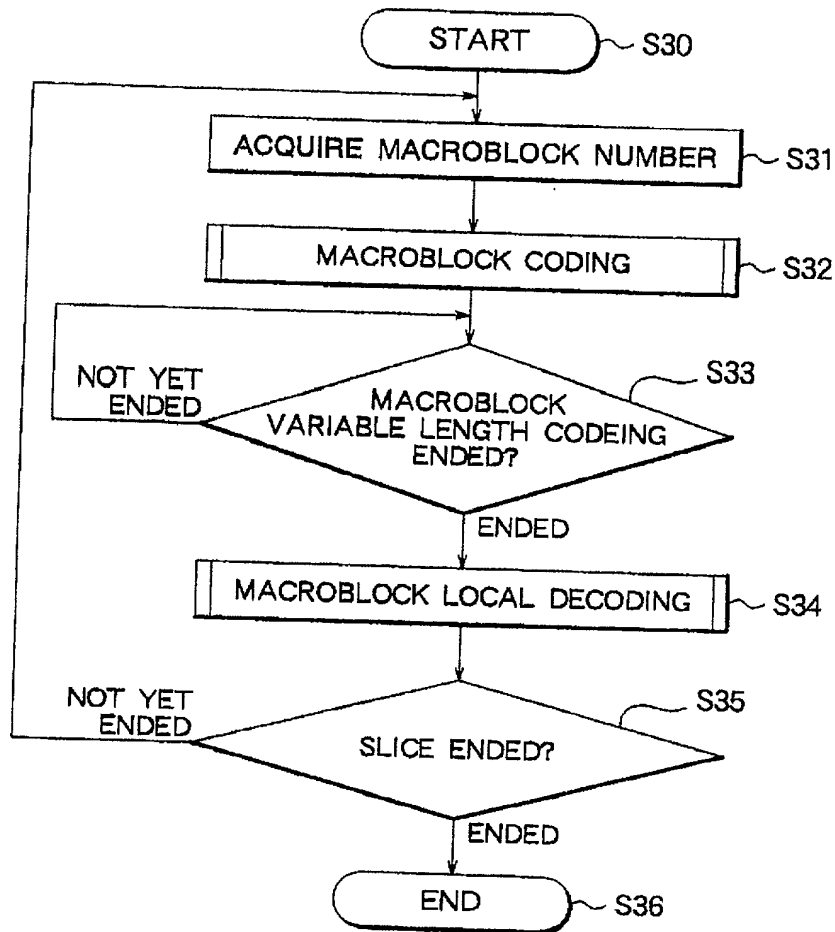 START
S30
ACQUIRE MACROBLOCK NUMBER
S31
MACROBLOCK CODING
S32
NOT YET
ENDED
MACROBLOCK
VARIABLE LENGTH CODEING
ENDED?
S33
ENDED
MACROBLOCK LOCAL DECODING
S34
NOT YET
ENDED
SLICE ENDED?
S35
ENDED
END
S36